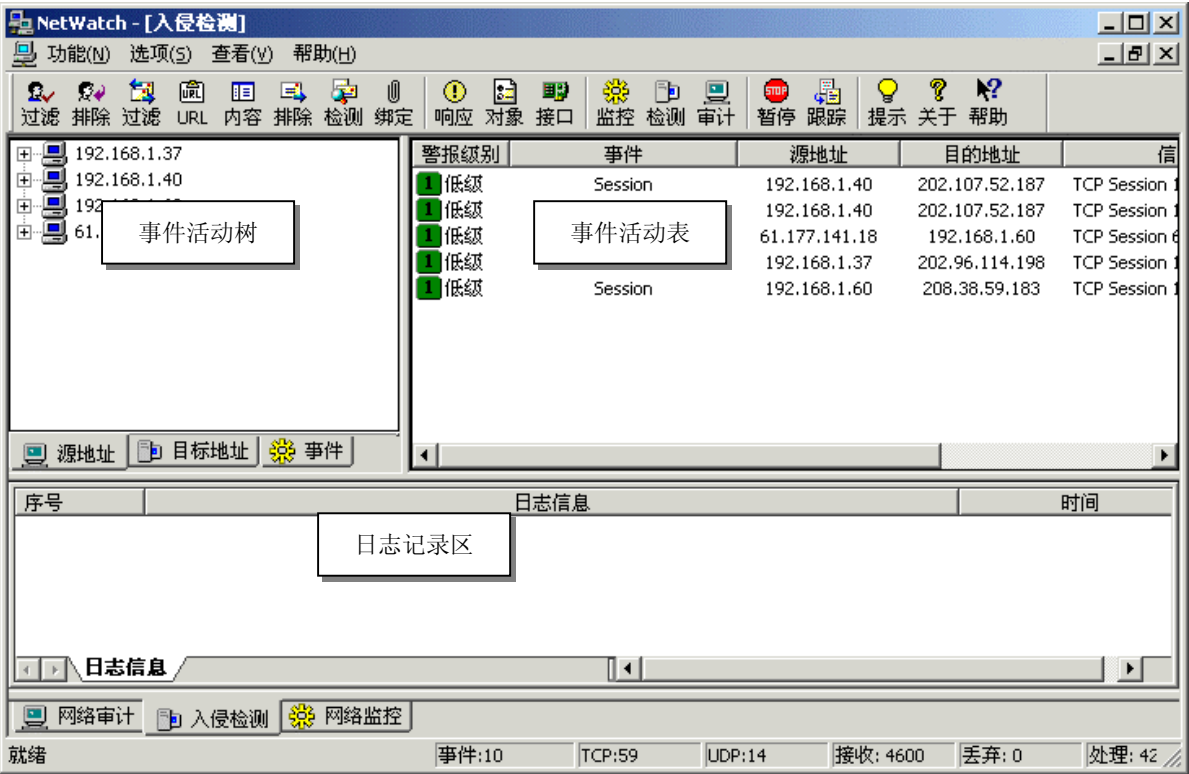 NetWatch - [入侵检测]
功能(N) 选项(S) 查看(V) 帮助(H)
过滤 排除 过滤 URL 内容 排除 检测 绑定 响应 对象 接口 监控 检测 审计 暂停 跟踪 提示 关于 帮助
192.168.1.37
192.168.1.40
192
61.
事件活动树
源地址 目标地址 事件
警报级别 事件 源地址 目的地址 信
1 低级 Session 192.168.1.40 202.107.52.187 TCP Session 1
1 低级 192.168.1.40 202.107.52.187 TCP Session 1
1 低级 61.177.141.18 192.168.1.60 TCP Session 6
1 低级 192.168.1.37 202.96.114.198 TCP Session 1
1 低级 Session 192.168.1.60 208.38.59.183 TCP Session 1
事件活动表
序号 日志信息 时间
日志记录区
日志信息
网络审计 入侵检测 网络监控
就绪 事件:10 TCP:59 UDP:14 接收: 4600 丢弃: 0 处理: 42